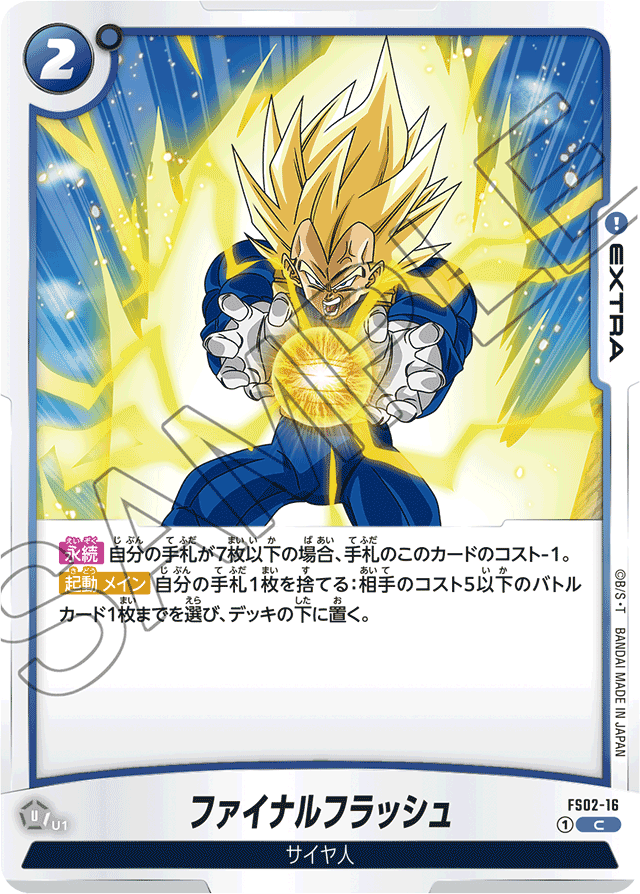 2
EXTRA
SAMPLE
永続 自分の手札が7枚以下の場合、手札のこのカードのコスト-1。
起動 メイン 自分の手札1枚を捨てる:相手のコスト5以下のバトル
カード1枚までを選び、デッキの下に置く。
©B/S・T BANDAI MADE IN JAPAN
ファイナルフラッシュ
サイヤ人
U/U1
FS02-16
1 C